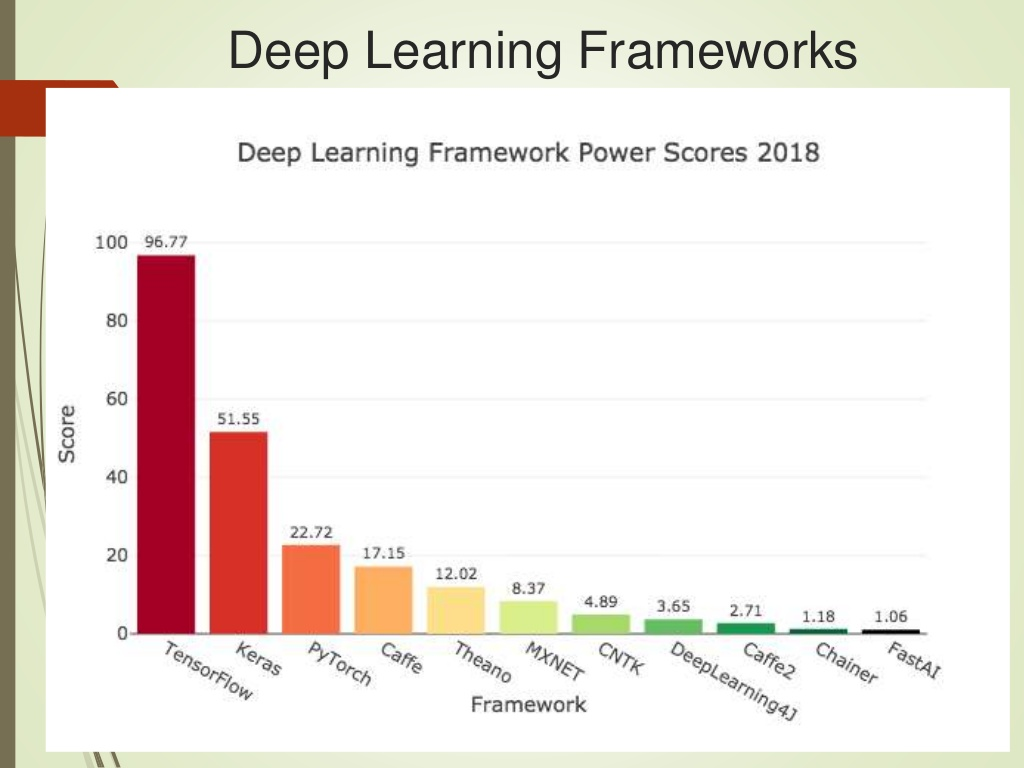 Deep Learning Frameworks
Deep Learning Framework Power Scores 2018
Score
100
80
60
40
20
0
96.77
51.55
22.72
17.15
12.02
8.37
4.89
3.65
2.71
1.18
1.06
TensorFlow
Keras
PyTorch
Caffe
Theano
MXNET
CNTK
DeepLearning4J
Caffe2
Chainer
FastAI
Framework